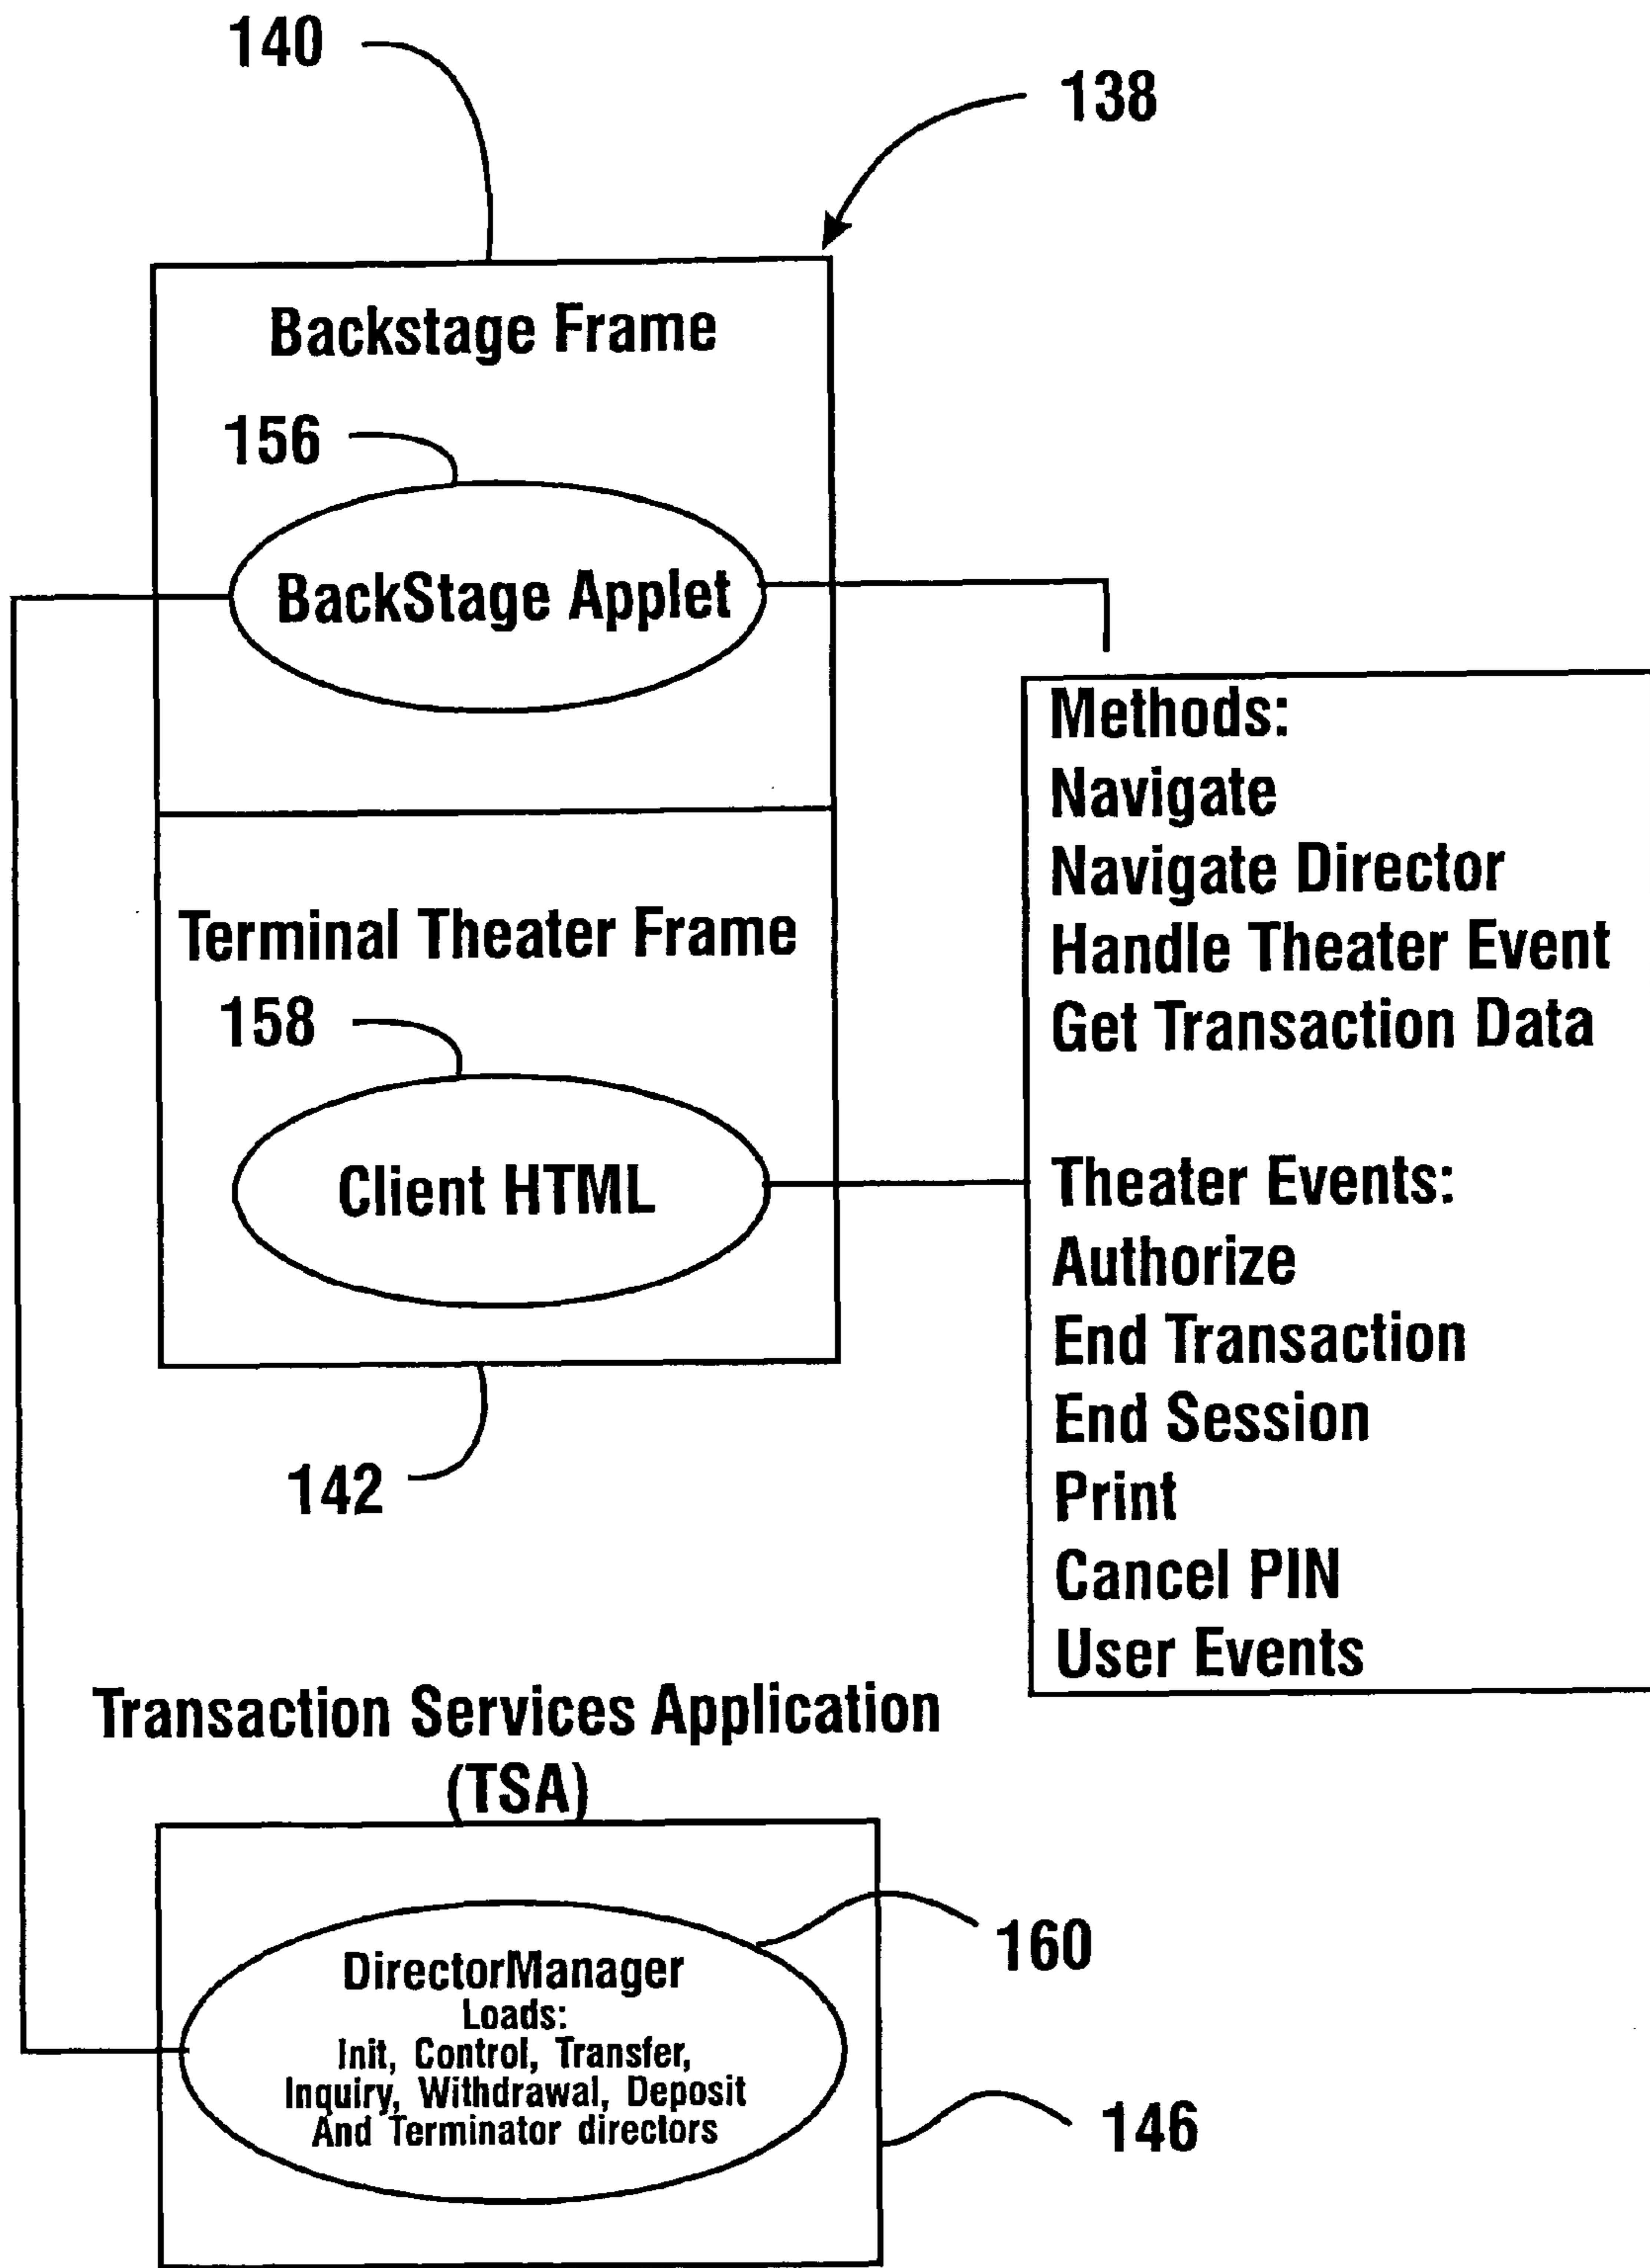 140
138
Backstage Frame
156
BackStage Applet
Methods:
Navigate
Navigate Director
Handle Theater Event
Get Transaction Data
Theater Events:
Authorize
End Transaction
End Session
Print
Cancel PIN
User Events
Terminal Theater Frame
158
Client HTML
142
Transaction Services Application
(TSA)
DirectorManager
Loads:
Init, Control, Transfer,
Inquiry, Withdrawal, Deposit
And Terminator directors
160
146